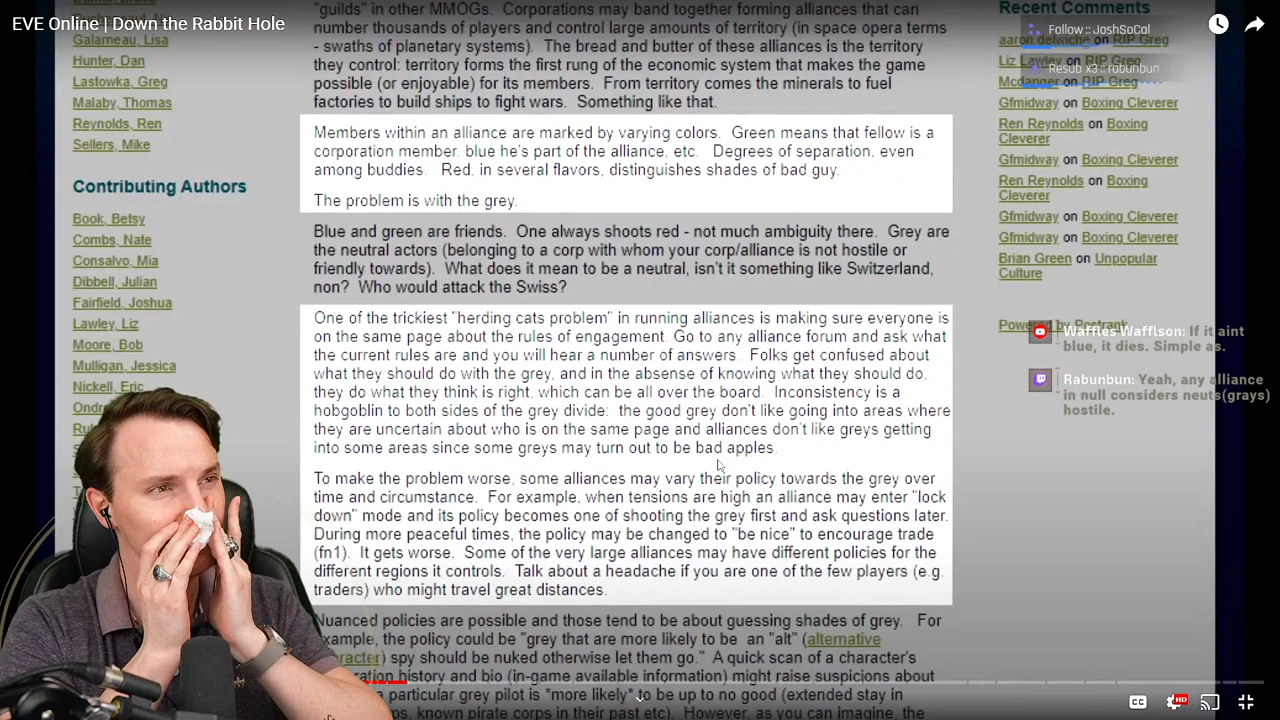 EVE Online | Down the Rabbit Hole
Galameau, Lisa
Hunter, Dan
Lastowka, Greg
Malaby, Thomas
Reynolds, Ren
Sellers, Mike
Contributing Authors
Book, Betsy
Combs, Nate
Consalvo, Mia
Dibbell, Julian
Fairfield, Joshua
Lawley, Liz
Moore, Bob
Mulligan, Jessica
Nickell, Eric
"guilds" in other MMOGs. Corporations may band together forming alliances that can
number thousands of players and control large amounts of territory (in space opera terms
- swaths of planetery systems). The bread and butter of these alliances is the territory
they control: territory forms the first rung of the economic system that makes the game
possible (or enjoyable) for its members. From territory comes the minerals to fuel
factories to build ships to fight wars. Something like that.
Members within an alliance are marked by varying colors. Green means that fellow is a
corporation member, blue he's part of the alliance, etc. Degrees of separation, even
among buddies. Red, in several flavors, distinguishes shades of bad guy.
The problem is with the grey.
Blue and green are friends. One always shoots red - not much ambiguity there. Grey are
the neutral actors (belonging to a corp with whom your corp/alliance is not hostile or
friendly towards). What does it mean to be a neutral, isn't it something like Switzerland,
non? Who would attack the Swiss?
One of the trickiest "herding cats problem" in running alliances is making sure everyone is
on the same page about the rules of engagement. Go to any alliance forum and ask what
the current rules are and you will hear a number of answers. Folks get confused about
what they should do with the grey, and in the absense of knowing what they should do,
they do what they think is right, which can be all over the board. Inconsistency is a
hobgoblin to both sides of the grey divide: the good grey don't like going into areas where
they are uncertain about who is on the same page and alliances don't like greys getting
into some areas since some greys may turn out to be bad apples.
To make the problem worse, some alliances may vary their policy towards the grey over
time and circumstance. For example, when tensions are high an alliance may enter "lock
down" mode and its policy becomes one of shooting the grey first and ask questions later.
During more peaceful times, the policy may be changed to "be nice" to encourage trade
(fn1). It gets worse. Some of the very large alliances may have different policies for the
different regions it controls. Talk about a headache if you are one of the few players (e.g.
traders) who might travel great distances.
Nuanced policies are possible and those tend to be about guessing shades of grey. For
example, the policy could be "grey that are more likely to be an "alt" (alternative
character) spy should be nuked otherwise let them go." A quick scan of a character's
history and bio (in-game available information) might raise suspicions about
a particular grey pilot is *more likely* to be up to no good (extended stay in
known pirate corps in their past etc). However, as you can imagine, the
Recent Comments
aaron delwiche on RIP Greg
Liz Lawley on RIP Greg
Mcdanger on RIP Greg
Gfmidway on Boxing Cleverer
Ren Reynolds on Boxing
Cleverer
Gfmidway on Boxing Cleverer
Ren Reynolds on Boxing
Cleverer
Gfmidway on Boxing Cleverer
Gfmidway on Boxing Cleverer
Brian Green on Unpopular
Culture
Powered by
Follow :: JoshSoCal
Resub x3 :: rabunbun
Waffles Wafflson: If it aint
blue, it dies. Simple as.
Rabunbun: Yeah, any alliance
in null considers neuts(grays)
hostile.
CC
HD